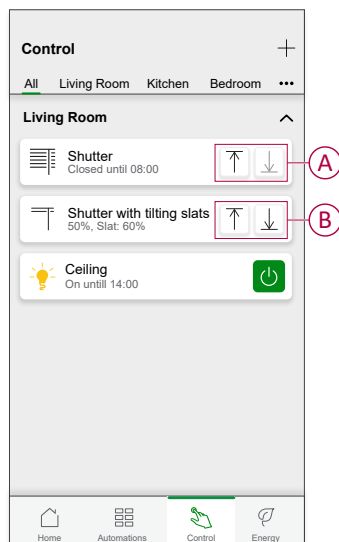 Control
All Living Room Kitchen Bedroom •••
Living Room
Shutter
Closed until 08:00
A
Shutter with tilting slats
50%, Slat: 60%
B
Ceiling
On untill 14:00
Home Automations Control Energy